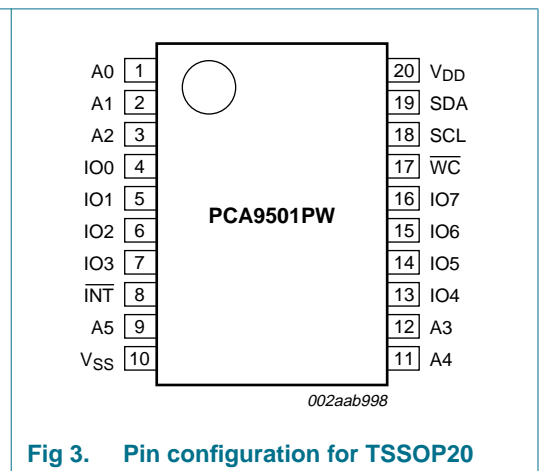 A0 1 20 VDD
A1 2 19 SDA
A2 3 18 SCL
IO0 4 17 W̅C̅
IO1 5 16 IO7
PCA9501PW
IO2 6 15 IO6
IO3 7 14 IO5
I̅N̅T̅ 8 13 IO4
A5 9 12 A3
VSS 10 11 A4
002aab998
Fig 3. Pin configuration for TSSOP20